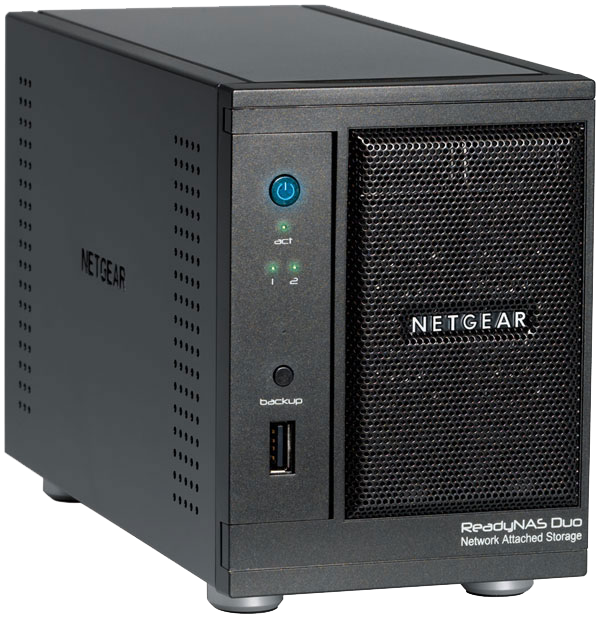 NETGEAR
act
1 2
backup
NETGEAR
ReadyNAS Duo
Network Attached Storage